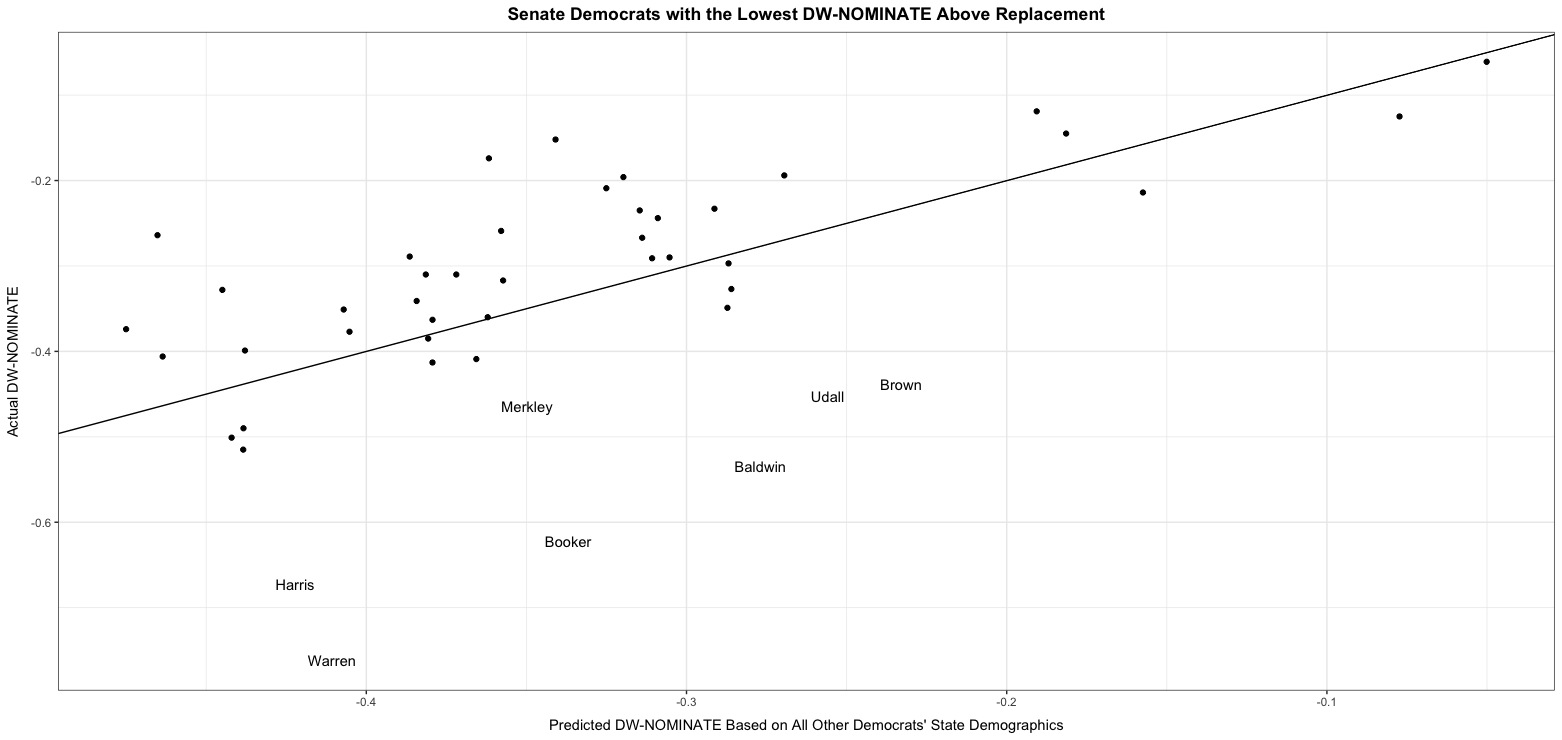 Senate Democrats with the Lowest DW-NOMINATE Above Replacement
Actual DW-NOMINATE
-0.2
-0.4
-0.6
Brown
Udall
Merkley
Baldwin
Booker
Harris
Warren
-0.4
-0.3
-0.2
-0.1
Predicted DW-NOMINATE Based on All Other Democrats' State Demographics